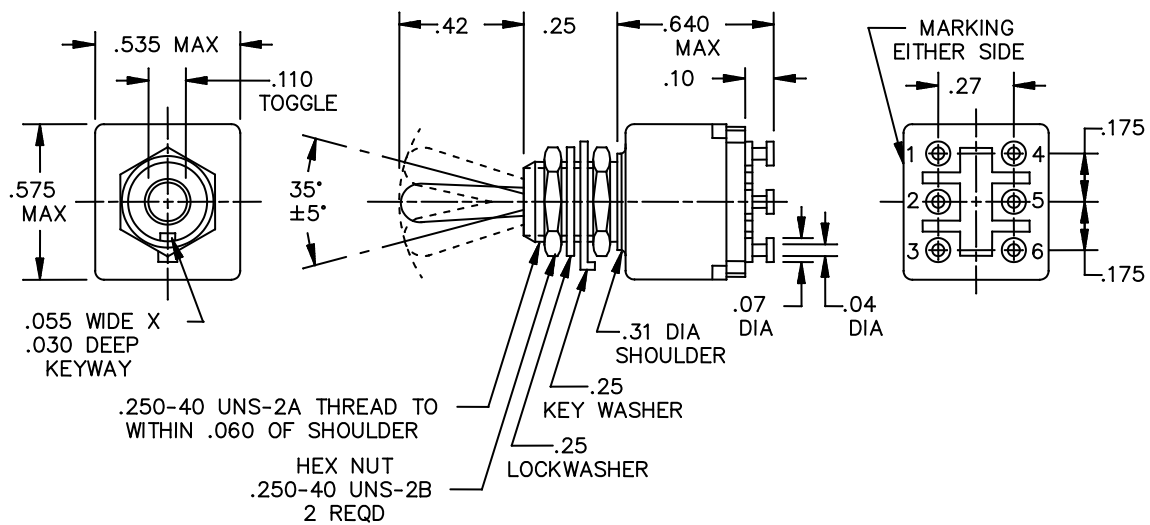 .535 MAX
.110
TOGGLE
.575
MAX
.055 WIDE X
.030 DEEP
KEYWAY
.42
.25
.640
MAX
.10
35°
±5°
.07
DIA
.04
DIA
.31 DIA
SHOULDER
.25
KEY WASHER
.250-40 UNS-2A THREAD TO
WITHIN .060 OF SHOULDER
.25
LOCKWASHER
HEX NUT
.250-40 UNS-2B
2 REQD
MARKING
EITHER SIDE
.27
.175
1 4
2 5
3 6
.175